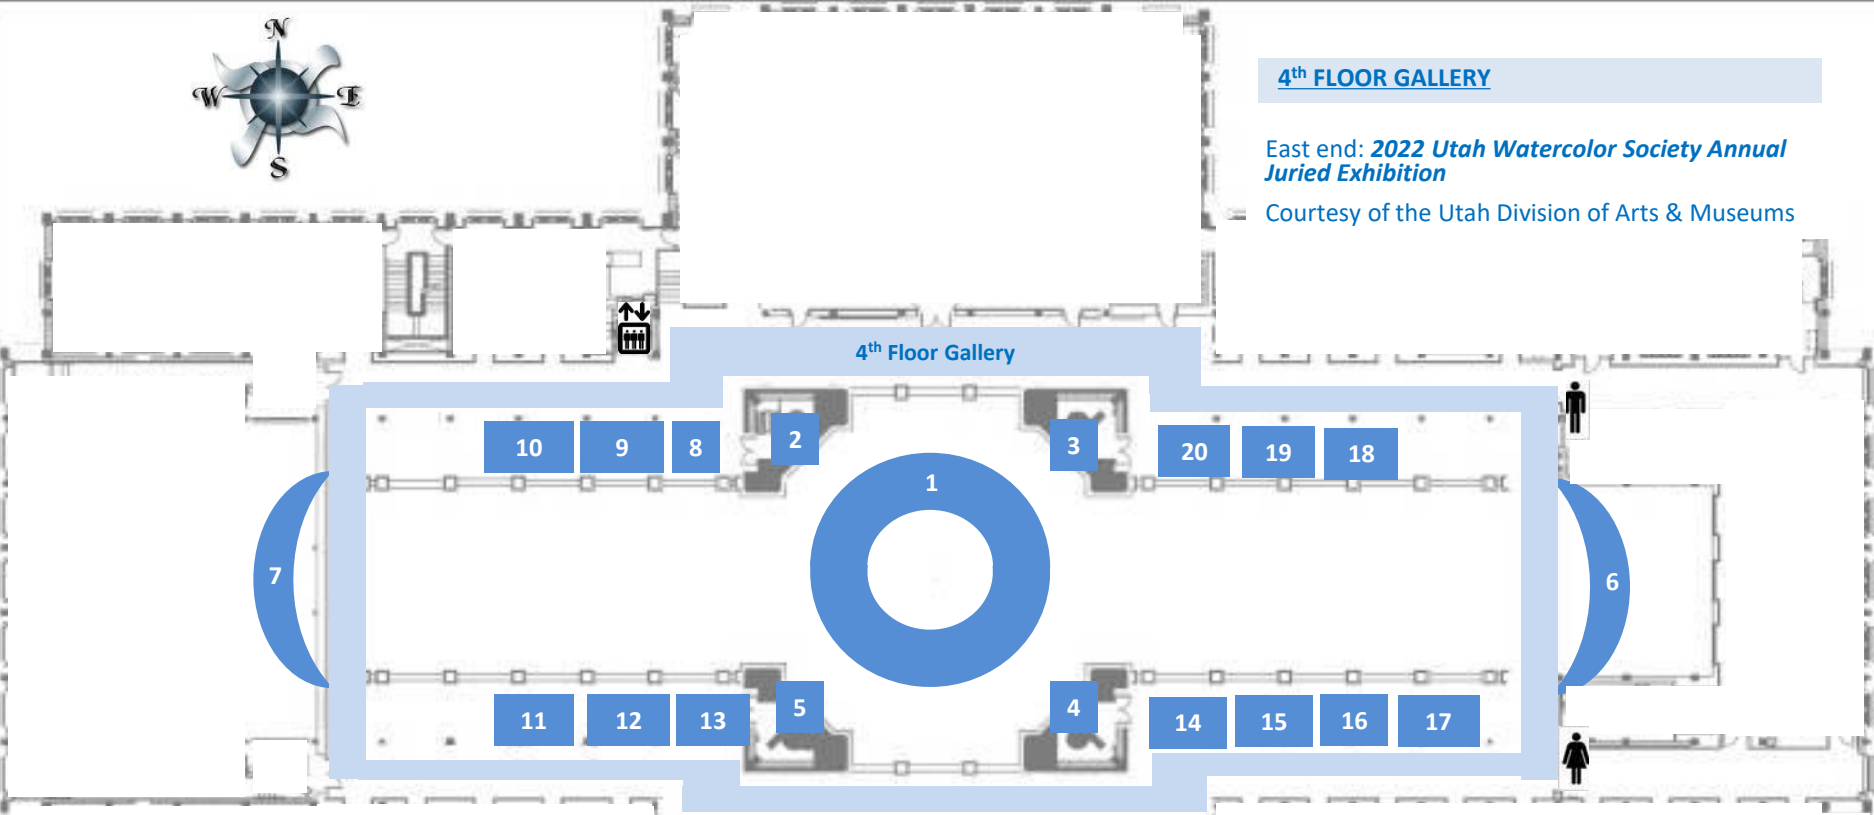 N
W E
S
4th FLOOR GALLERY
East end: 2022 Utah Watercolor Society Annual
Juried Exhibition
Courtesy of the Utah Division of Arts & Museums
4th Floor Gallery
10 9 8 2 3 20 19 18
1
7 6
11 12 13 5 4 14 15 16 17